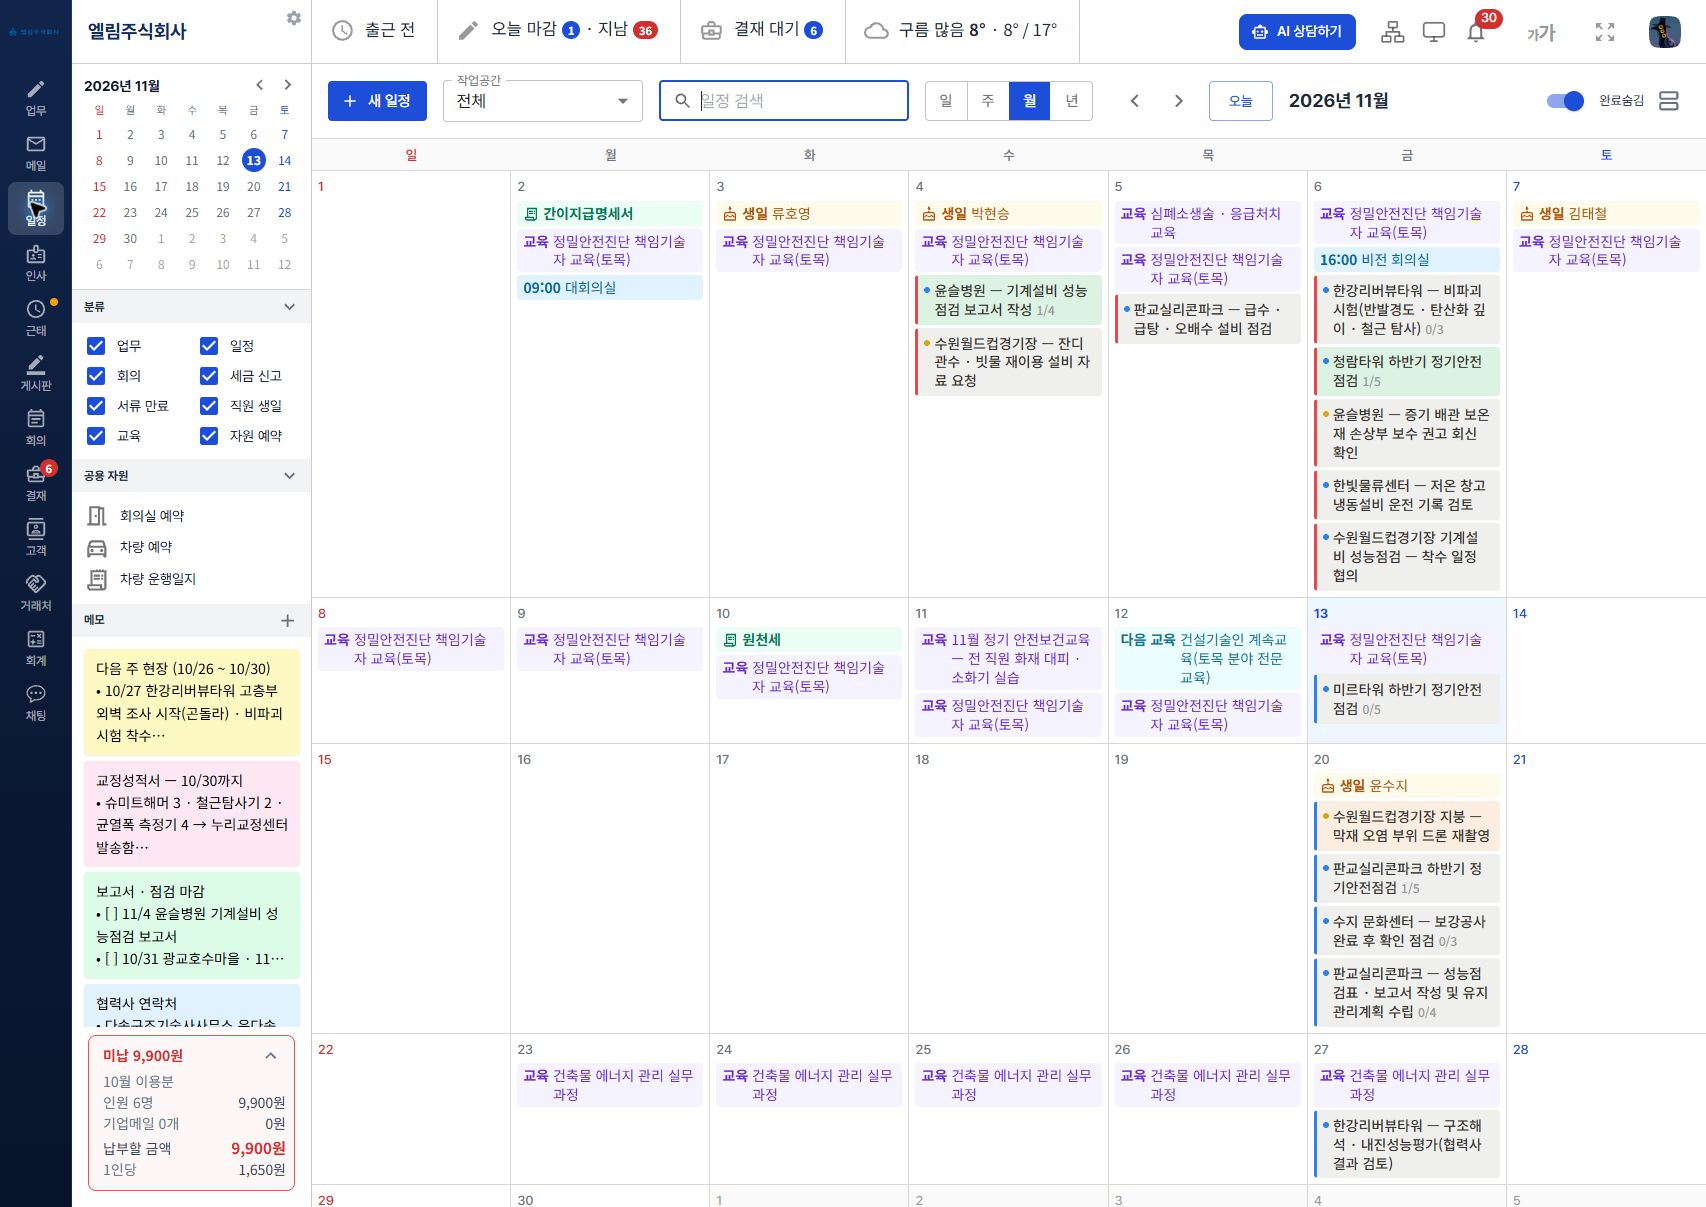 엘림주식회사
엘림주식회사
출근 전
오늘 마감 1 · 지남 36
결재 대기 6
구름 많음 8° · 8° / 17°
AI 상담하기
30
가가
업무
메일
일정
인사
근태
게시판
회의
6
결재
고객
거래처
회계
채팅
2026년 11월
일 월 화 수 목 금 토
1 2 3 4 5 6 7
8 9 10 11 12 13 14
15 16 17 18 19 20 21
22 23 24 25 26 27 28
29 30 1 2 3 4 5
6 7 8 9 10 11 12
분류
업무 일정
회의 세금 신고
서류 만료 직원 생일
교육 자원 예약
공용 자원
회의실 예약
차량 예약
차량 운행일지
메모
다음 주 현장 (10/26 ~ 10/30)
• 10/27 한강리버뷰타워 고층부
외벽 조사 시작(곤돌라) · 비파괴
시험 착수…
교정성적서 — 10/30까지
• 슈미트해머 3 · 철근탐사기 2 ·
균열폭 측정기 4 → 누리교정센터
발송함…
보고서 · 점검 마감
• [ ] 11/4 윤슬병원 기계설비 성
능점검 보고서
• [ ] 10/31 광교호수마을 · 11…
협력사 연락처
미납 9,900원
10월 이용분
인원 6명 9,900원
기업메일 0개 0원
납부할 금액 9,900원
1인당 1,650원
새 일정
작업공간
전체
일정 검색
일 주 월 년
오늘
2026년 11월
완료숨김
일 월 화 수 목 금 토
1
2
간이지급명세서
교육 정밀안전진단 책임기술
자 교육(토목)
09:00 대회의실
3
생일 류호영
교육 정밀안전진단 책임기술
자 교육(토목)
4
생일 박현승
교육 정밀안전진단 책임기술
자 교육(토목)
윤슬병원 — 기계설비 성능
점검 보고서 작성 1/4
수원월드컵경기장 — 잔디
관수 · 빗물 재이용 설비 자
료 요청
5
교육 심폐소생술 · 응급처치
교육
교육 정밀안전진단 책임기술
자 교육(토목)
판교실리콘파크 — 급수 ·
급탕 · 오배수 설비 점검
6
교육 정밀안전진단 책임기술
자 교육(토목)
16:00 비전 회의실
한강리버뷰타워 — 비파괴
시험(반발경도 · 탄산화 깊
이 · 철근 탐사) 0/3
청람타워 하반기 정기안전
점검 1/5
윤슬병원 — 증기 배관 보온
재 손상부 보수 권고 회신
확인
한빛물류센터 — 저온 창고
냉동설비 운전 기록 검토
수원월드컵경기장 기계설
비 성능점검 — 착수 일정
협의
7
생일 김태철
교육 정밀안전진단 책임기술
자 교육(토목)
8
교육 정밀안전진단 책임기술
자 교육(토목)
9
교육 정밀안전진단 책임기술
자 교육(토목)
10
원천세
교육 정밀안전진단 책임기술
자 교육(토목)
11
교육 11월 정기 안전보건교육
— 전 직원 화재 대피 ·
소화기 실습
교육 정밀안전진단 책임기술
자 교육(토목)
12
다음 교육 건설기술인 계속교
육(토목 분야 전문
교육)
교육 정밀안전진단 책임기술
자 교육(토목)
13
교육 정밀안전진단 책임기술
자 교육(토목)
미르타워 하반기 정기안전
점검 0/5
14
15
16
17
18
19
20
생일 윤수지
수원월드컵경기장 지붕 —
막재 오염 부위 드론 재촬영
판교실리콘파크 하반기 정
기안전점검 1/5
수지 문화센터 — 보강공사
완료 후 확인 점검 0/3
판교실리콘파크 — 성능점
검표 · 보고서 작성 및 유지
관리계획 수립 0/4
21
22
23
교육 건축물 에너지 관리 실무
과정
24
교육 건축물 에너지 관리 실무
과정
25
교육 건축물 에너지 관리 실무
과정
26
교육 건축물 에너지 관리 실무
과정
27
교육 건축물 에너지 관리 실무
과정
한강리버뷰타워 — 구조해
석 · 내진성능평가(협력사
결과 검토)
28
29
30
1
2
3
4
5